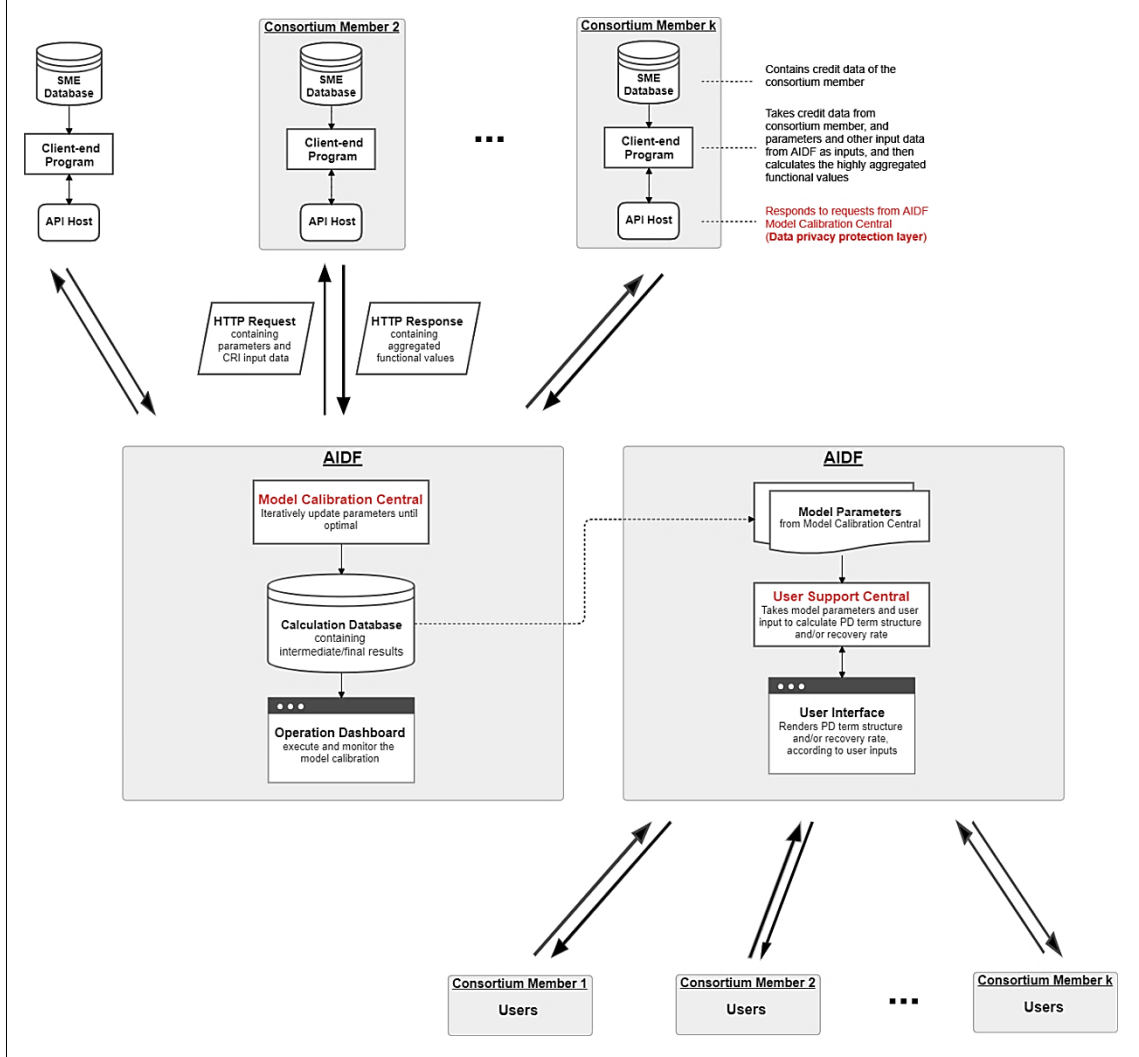 SME
Database
Client-end
Program
API Host
Consortium Member 2
SME
Database
Client-end
Program
API Host
...
Consortium Member k
SME
Database
Client-end
Program
API Host
Contains credit data of the
consortium member
Takes credit data from
consortium member, and
parameters and other input data
from AIDF as inputs, and then
calculates the highly aggregated
functional values
Responds to requests from AIDF
Model Calibration Central
(Data privacy protection layer)
HTTP Request
containing
parameters and
CRI input data
HTTP Response
containing
aggregated
functional values
AIDF
Model Calibration Central
Iteratively update parameters until
optimal
Calculation Database
containing
intermediate/final results
Operation Dashboard
execute and monitor the
model calibration
AIDF
Model Parameters
from Model Calibration Central
User Support Central
Takes model parameters and user
input to calculate PD term structure
and/or recovery rate
User Interface
Renders PD term structure
and/or recovery rate,
according to user inputs
Consortium Member 1
Users
Consortium Member 2
Users
...
Consortium Member k
Users